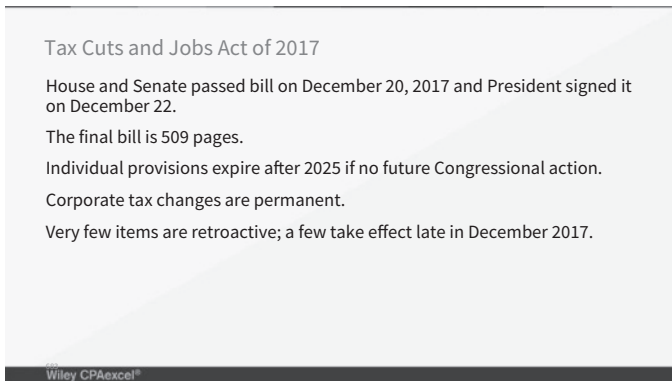 Tax Cuts and Jobs Act of 2017
House and Senate passed bill on December 20, 2017 and President signed it
on December 22.
The final bill is 509 pages.
Individual provisions expire after 2025 if no future Congressional action.
Corporate tax changes are permanent.
Very few items are retroactive; a few take effect late in December 2017.
Wiley CPAexcel®